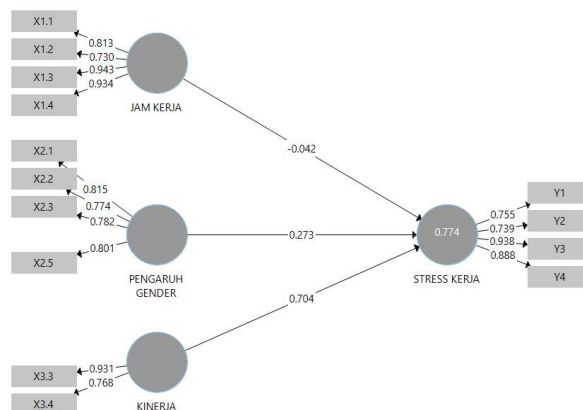 X1.1
0.813
X1.2
0.730
X1.3
0.943
X1.4
0.934
JAM KERJA
-0.042
X2.1
0.815
X2.2
0.774
X2.3
0.782
X2.5
0.801
PENGARUH
GENDER
0.273
X3.3
0.931
X3.4
0.768
KINERJA
0.704
0.774
STRESS KERJA
0.755
Y1
0.739
Y2
0.938
Y3
0.888
Y4